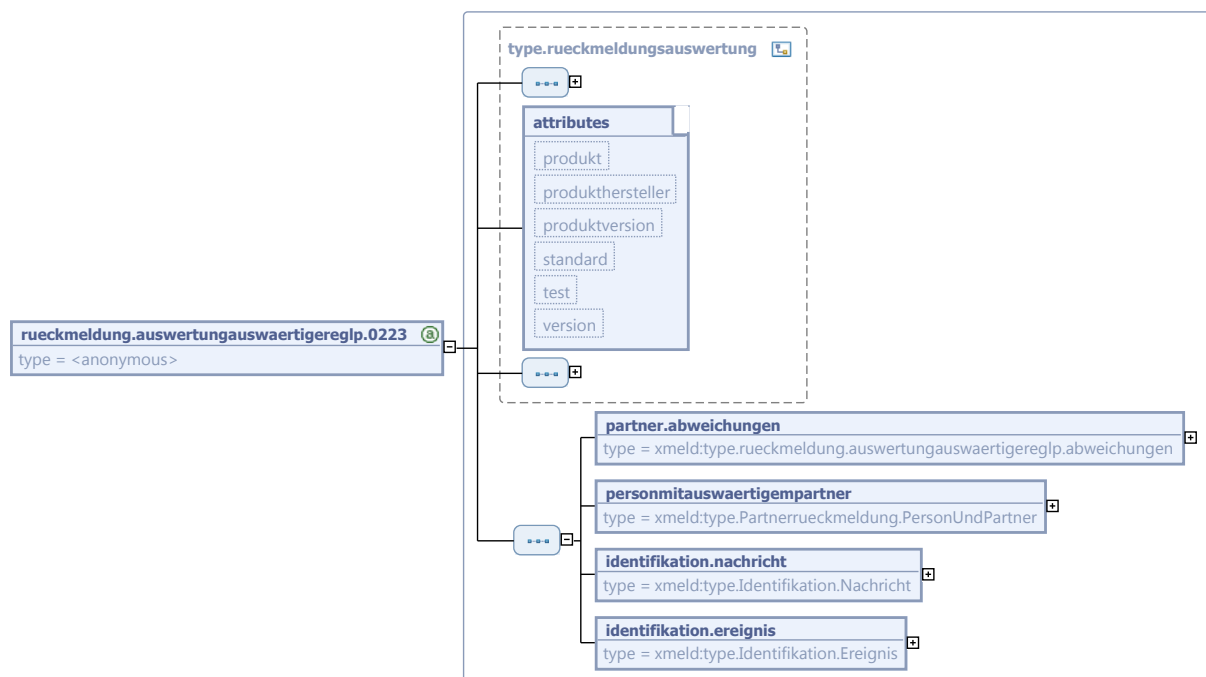 type.rueckmeldungsauswertung
attributes
produkt
produkthersteller
produktversion
standard
test
version
rueckmeldung.auswertungauswaertigereglp.0223 a
type = <anonymous>
partner.abweichungen
type = xmeld:type.rueckmeldung.auswertungauswaertigereglp.abweichungen
personmitauswaertigempartner
type = xmeld:type.Partnerrueckmeldung.PersonUndPartner
identifikation.nachricht
type = xmeld:type.Identifikation.Nachricht
identifikation.ereignis
type = xmeld:type.Identifikation.Ereignis